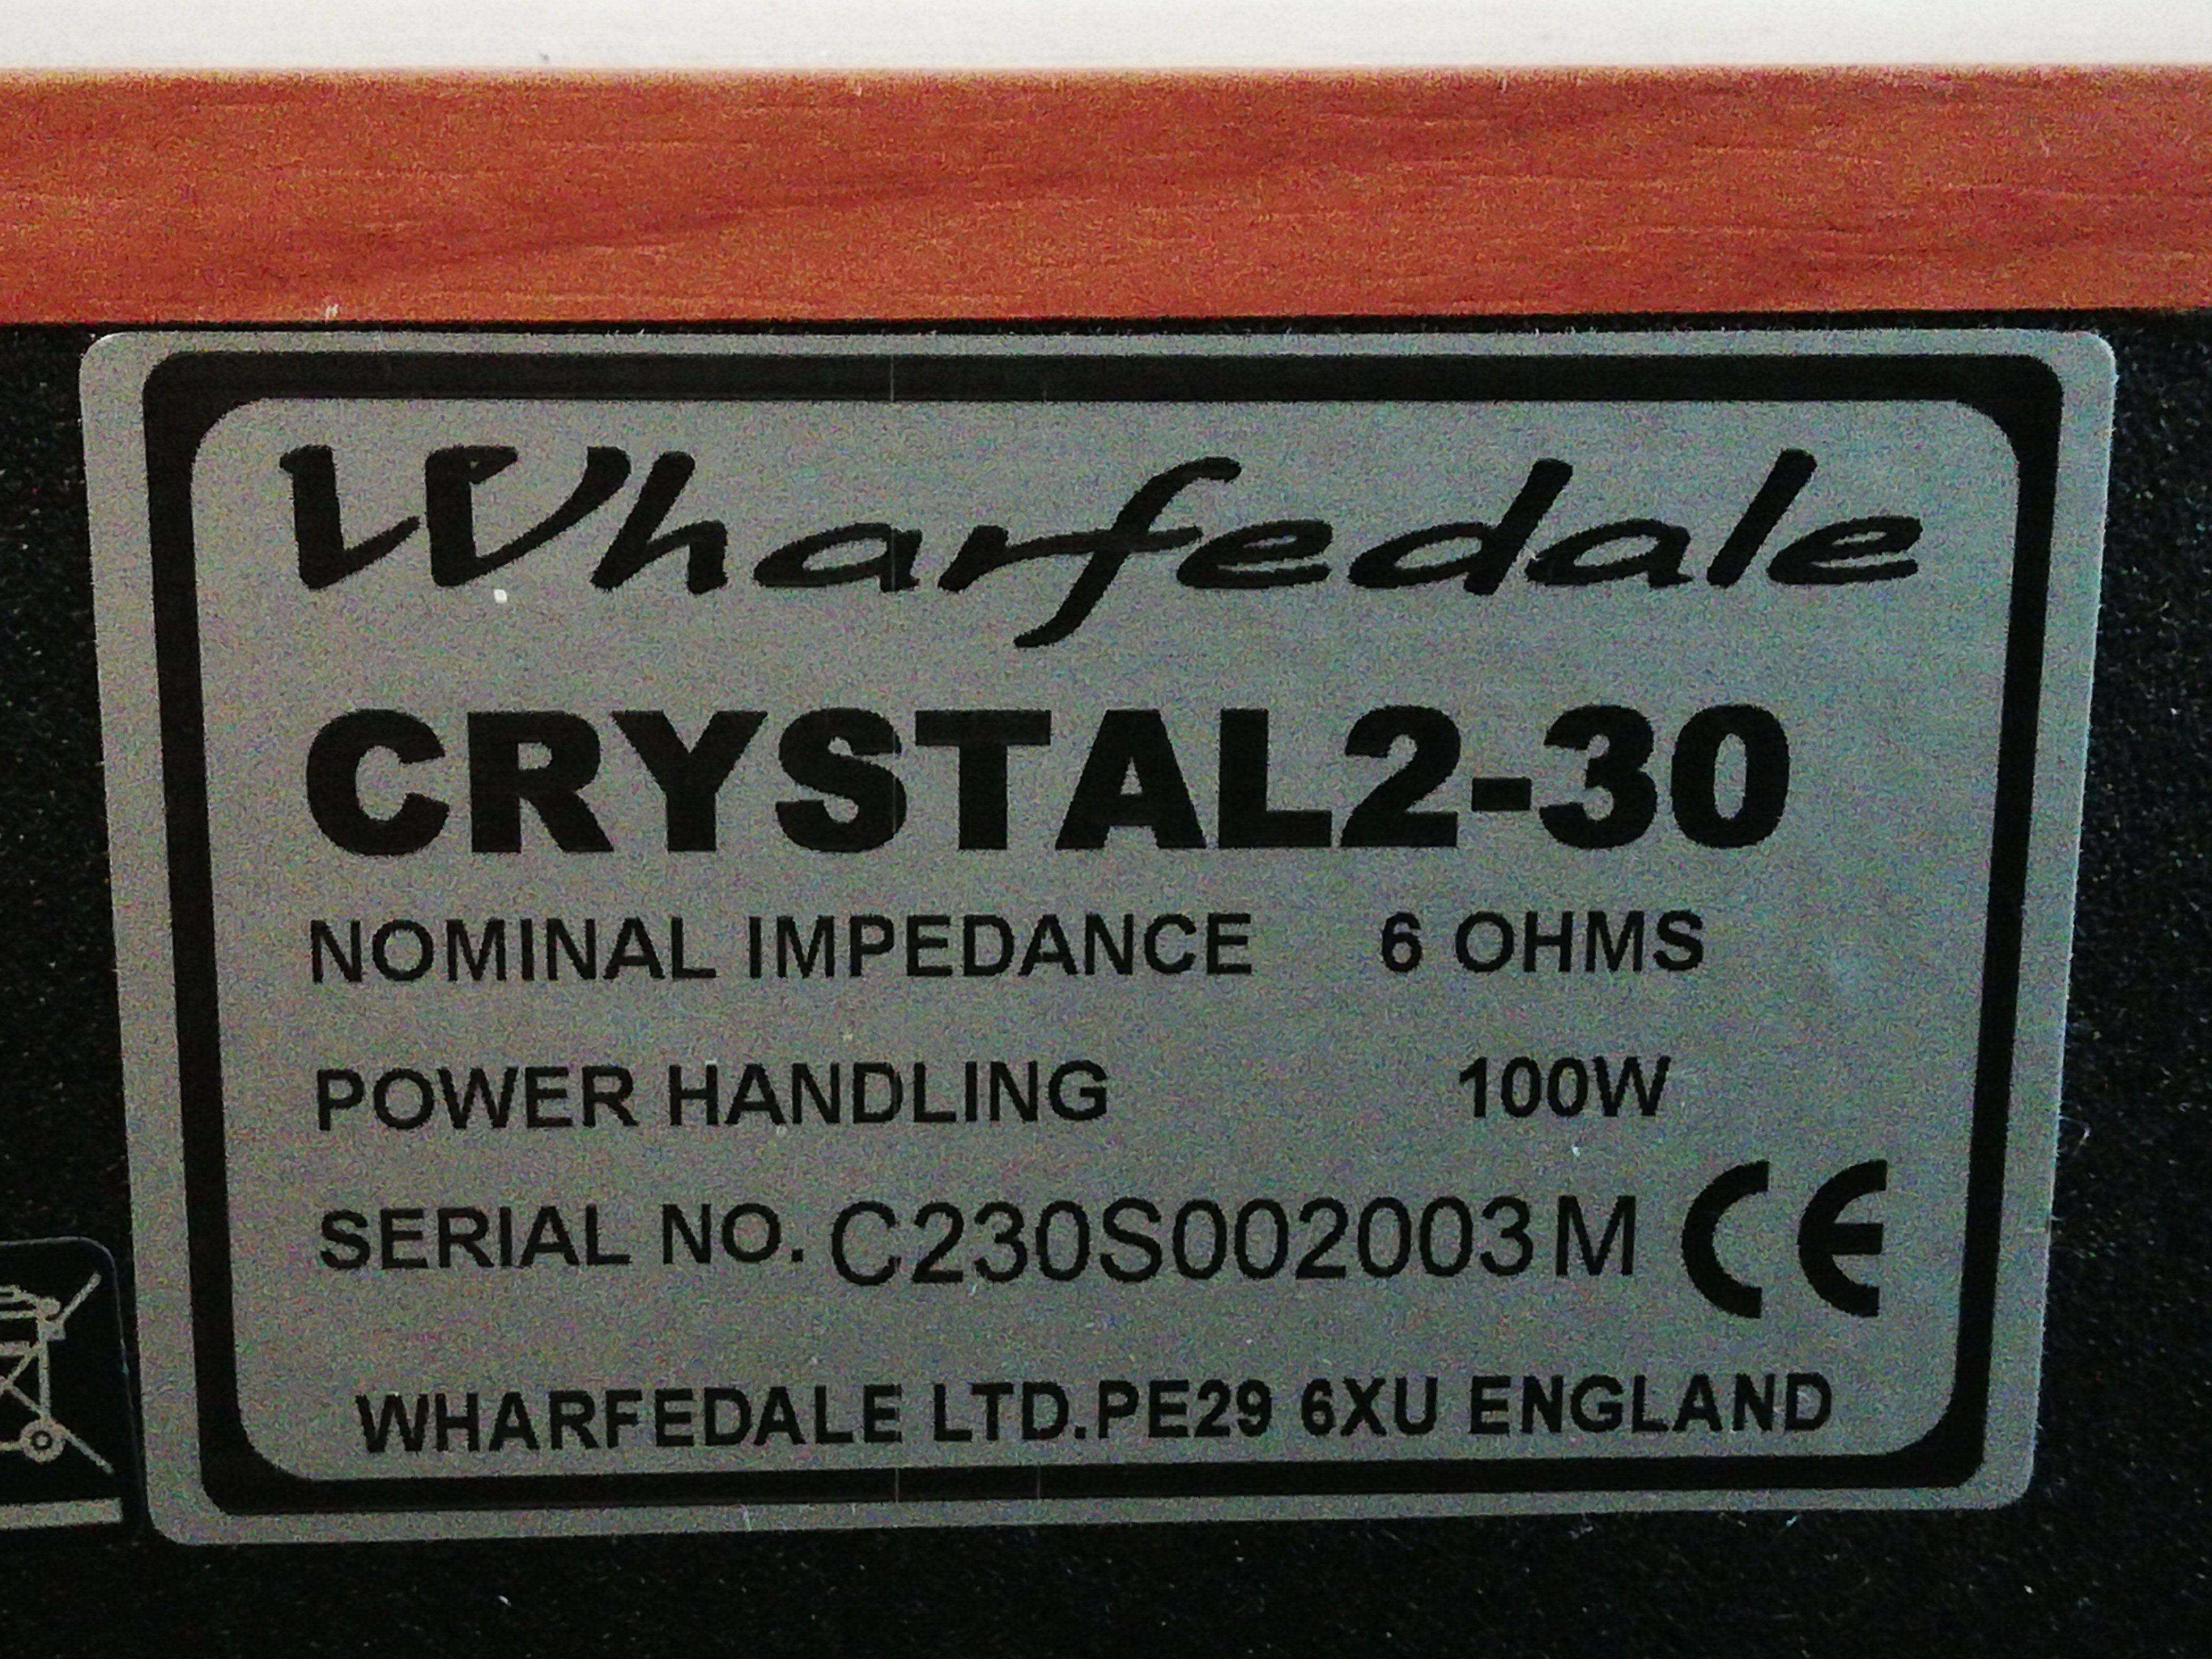 Wharfedale
CRYSTAL2-30
NOMINAL IMPEDANCE 6 OHMS
POWER HANDLING 100W
SERIAL NO. C230S002003M CE
WHARFEDALE LTD.PE29 6XU ENGLAND